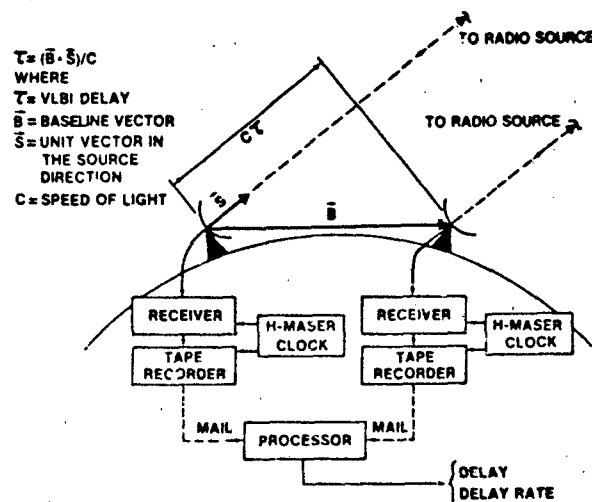 τ = (B̄ · S̄)/C
WHERE
τ = VLBI DELAY
B̄ = BASELINE VECTOR
S̄ = UNIT VECTOR IN
THE SOURCE
DIRECTION
C = SPEED OF LIGHT
TO RADIO SOURCE
TO RADIO SOURCE
Cτ
S̄
B̄
RECEIVER
H-MASER
CLOCK
TAPE
RECORDER
RECEIVER
H-MASER
CLOCK
TAPE
RECORDER
MAIL
PROCESSOR
MAIL
DELAY
DELAY RATE